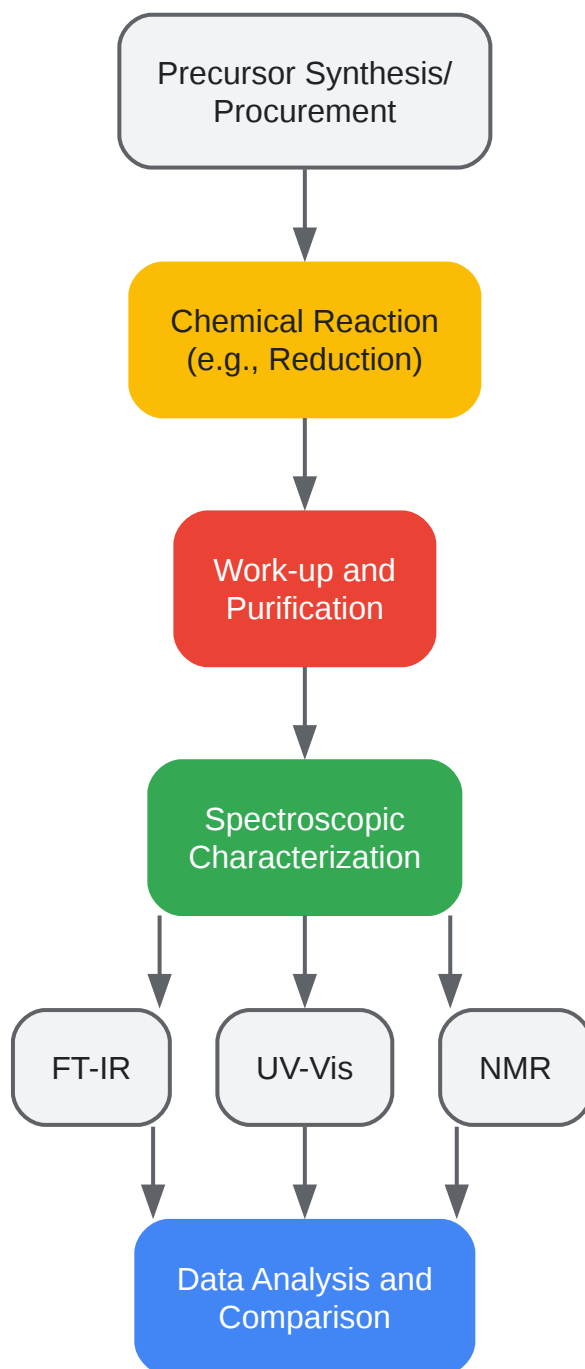 Precursor Synthesis/
Procurement
Chemical Reaction
(e.g., Reduction)
Work-up and
Purification
Spectroscopic
Characterization
FT-IR
UV-Vis
NMR
Data Analysis and
Comparison